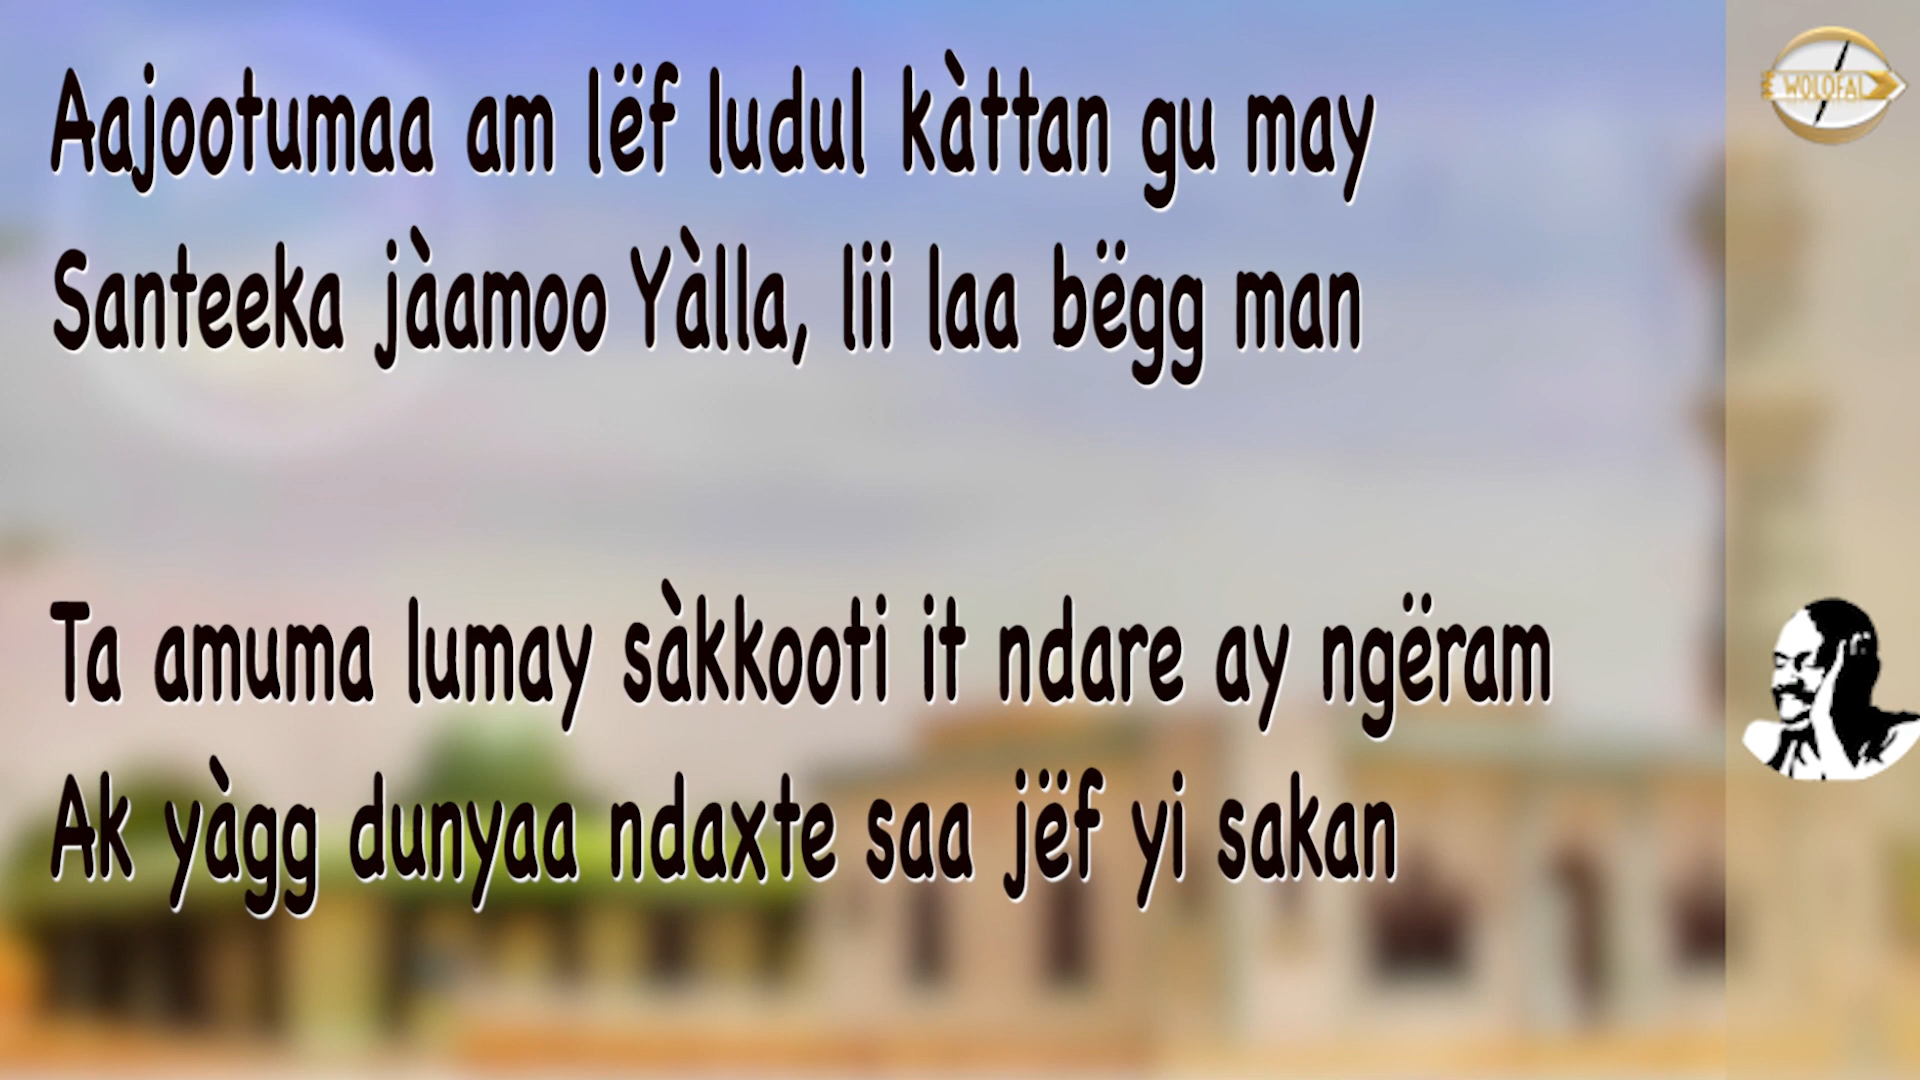 Aajootumaa am lëf ludul kàttan gu may
Santeeka jàamoo Yàlla, lii laa bëgg man
Ta amuma lumay sàkkooti it ndare ay ngëram
Ak yàgg dunyaa ndaxte saa jëf yi sakan
WOLOFAL